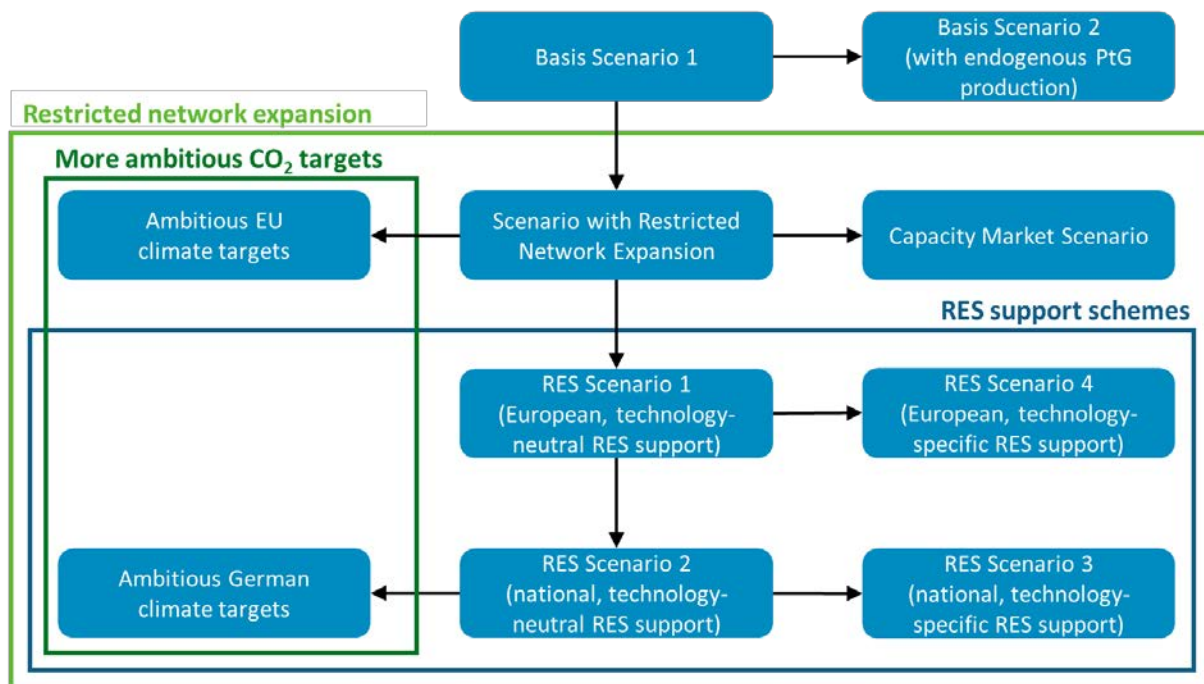 Basis Scenario 1
Basis Scenario 2
(with endogenous PtG
production)
Restricted network expansion
More ambitious CO₂ targets
Ambitious EU
climate targets
Scenario with Restricted
Network Expansion
Capacity Market Scenario
RES support schemes
RES Scenario 1
(European, technology-
neutral RES support)
RES Scenario 4
(European, technology-
specific RES support)
Ambitious German
climate targets
RES Scenario 2
(national, technology-
neutral RES support)
RES Scenario 3
(national, technology-
specific RES support)